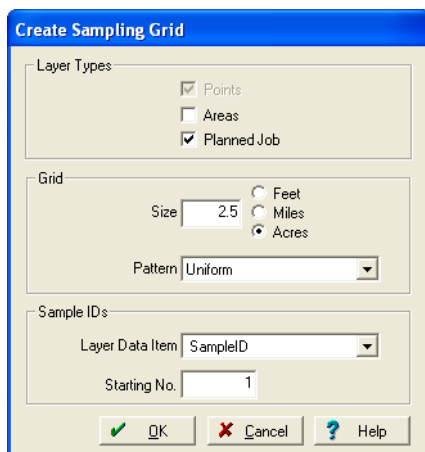 Create Sampling Grid
Layer Types
Points
Areas
Planned Job
Grid
Feet
Size 2.5 Miles
Acres
Pattern Uniform
Sample IDs
Layer Data Item SampleID
Starting No. 1
OK Cancel ? Help